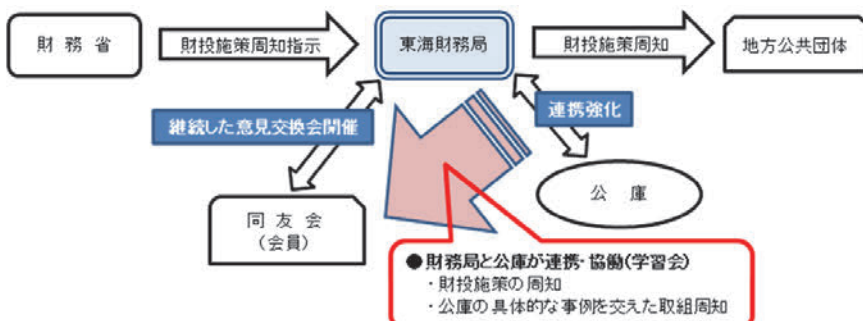 財務省
財投施策周知指示
東海財務局
財投施策周知
地方公共団体
継続した意見交換会開催
連携強化
同友会
(会員)
公庫
●財務局と公庫が連携・協働(学習会)
・財投施策の周知
・公庫の具体的な事例を交えた取組周知